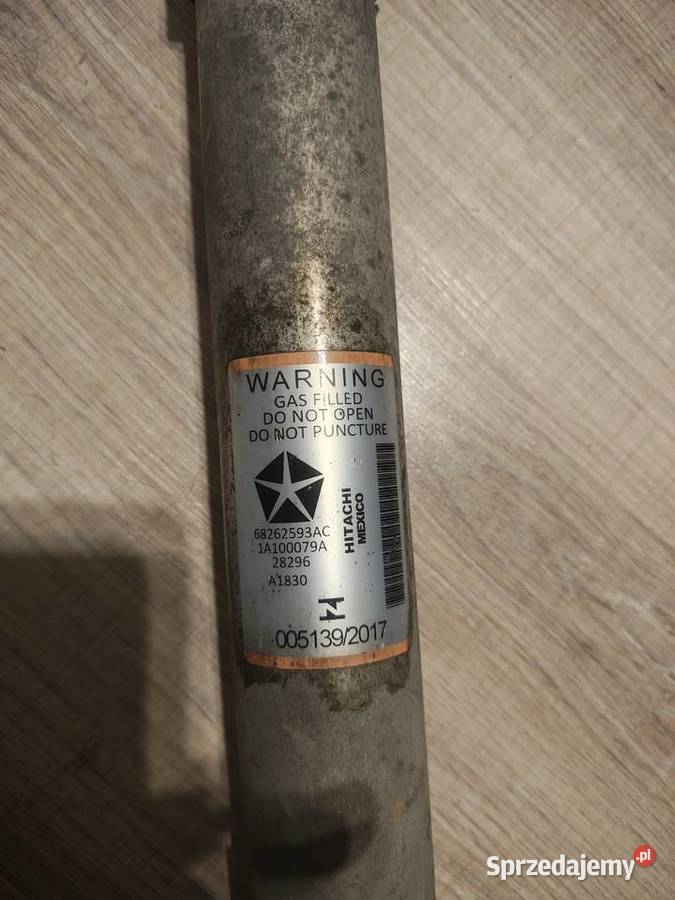 WARNING
GAS FILLED
DO NOT OPEN
DO NOT PUNCTURE
68262593AC
1A100079A
28296
A1830
HITACHI
MEXICO
005139/2017
Sprzedajemy.pl